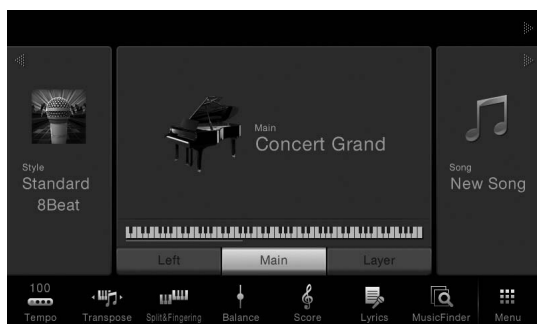 Style
Standard
8Beat
Main
Concert Grand
Song
New Song
Left
Main
Layer
100
Tempo
Transpose
Split&Fingering
Balance
Score
Lyrics
MusicFinder
Menu